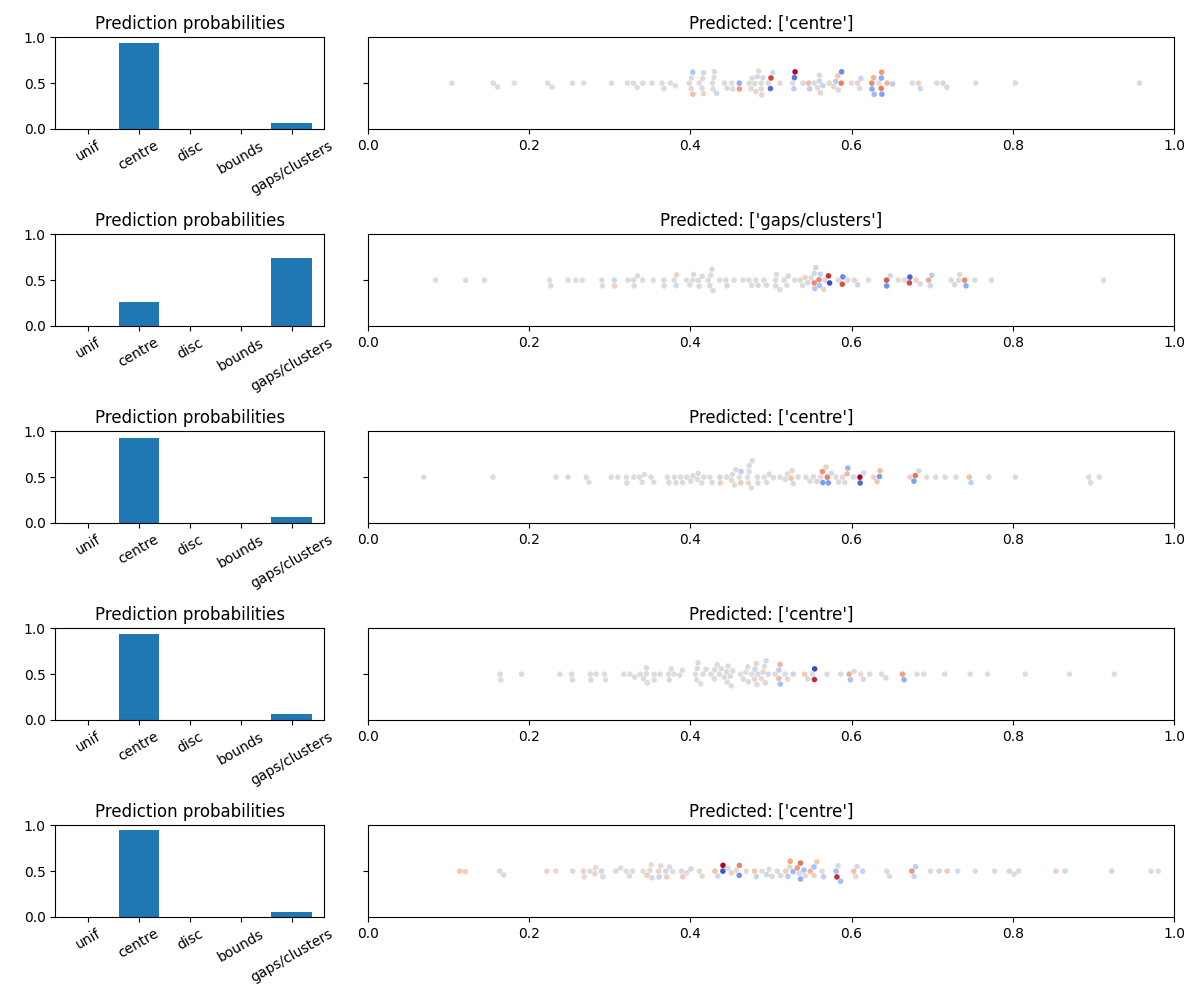 Prediction probabilities
Predicted: ['centre']
1.0
0.5
0.0
unif
centre
disc
bounds
gaps/clusters
0.0 0.2 0.4 0.6 0.8 1.0
Prediction probabilities
Predicted: ['gaps/clusters']
1.0
0.5
0.0
unif
centre
disc
bounds
gaps/clusters
0.0 0.2 0.4 0.6 0.8 1.0
Prediction probabilities
Predicted: ['centre']
1.0
0.5
0.0
unif
centre
disc
bounds
gaps/clusters
0.0 0.2 0.4 0.6 0.8 1.0
Prediction probabilities
Predicted: ['centre']
1.0
0.5
0.0
unif
centre
disc
bounds
gaps/clusters
0.0 0.2 0.4 0.6 0.8 1.0
Prediction probabilities
Predicted: ['centre']
1.0
0.5
0.0
unif
centre
disc
bounds
gaps/clusters
0.0 0.2 0.4 0.6 0.8 1.0